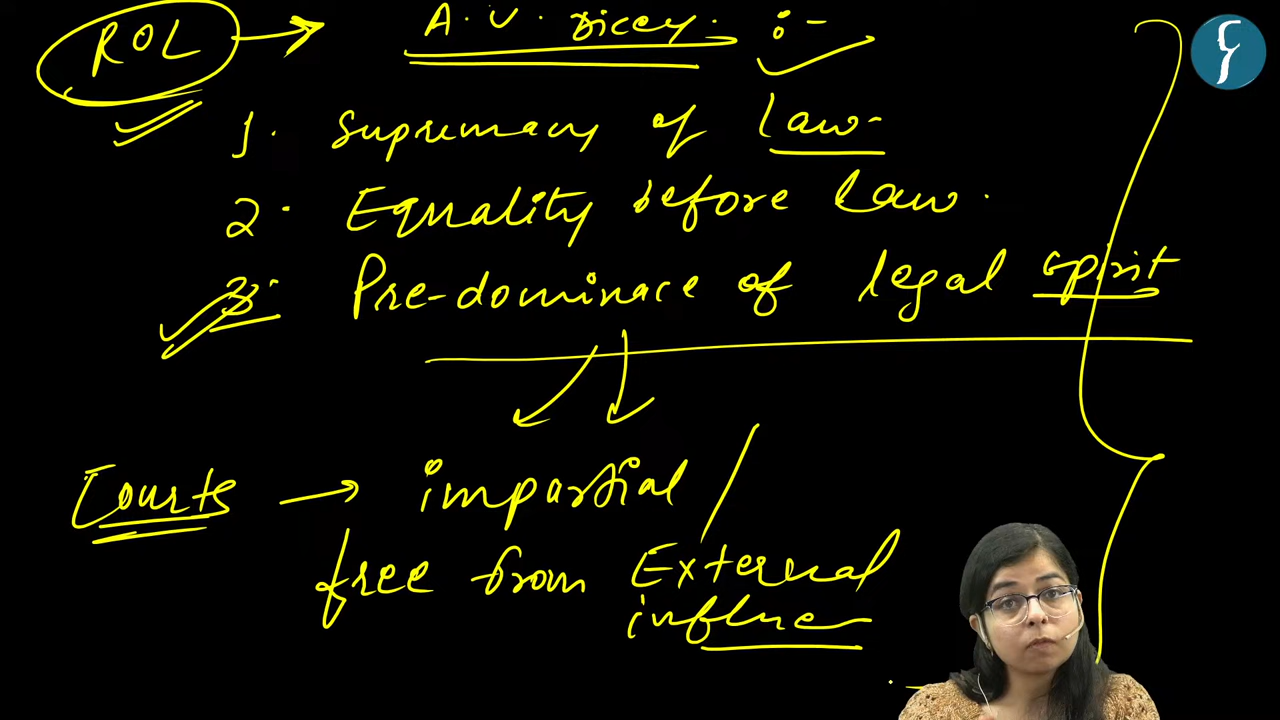 ROL → A.V. Dicey :-
1. Supremacy of law-
2. Equality before law.
3. Pre-dominace of legal spirit
Courts → impartial /
free from External
influe